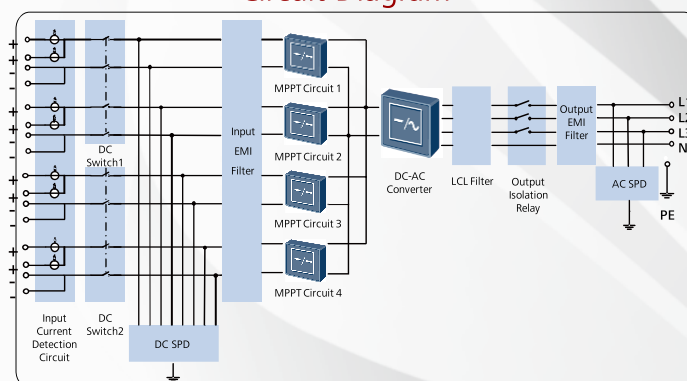 Circuit Diagram
+
+
-
-
+
+
-
-
+
+
-
-
+
+
-
-
DC
Switch1
Input
EMI
Filter
MPPT Circuit 1
MPPT Circuit 2
MPPT Circuit 3
MPPT Circuit 4
DC-AC
Converter
LCL Filter
Output
Isolation
Relay
Output
EMI
Filter
L1
L2
L3
N
AC SPD
PE
Input
Current
Detection
Circuit
DC
Switch2
DC SPD